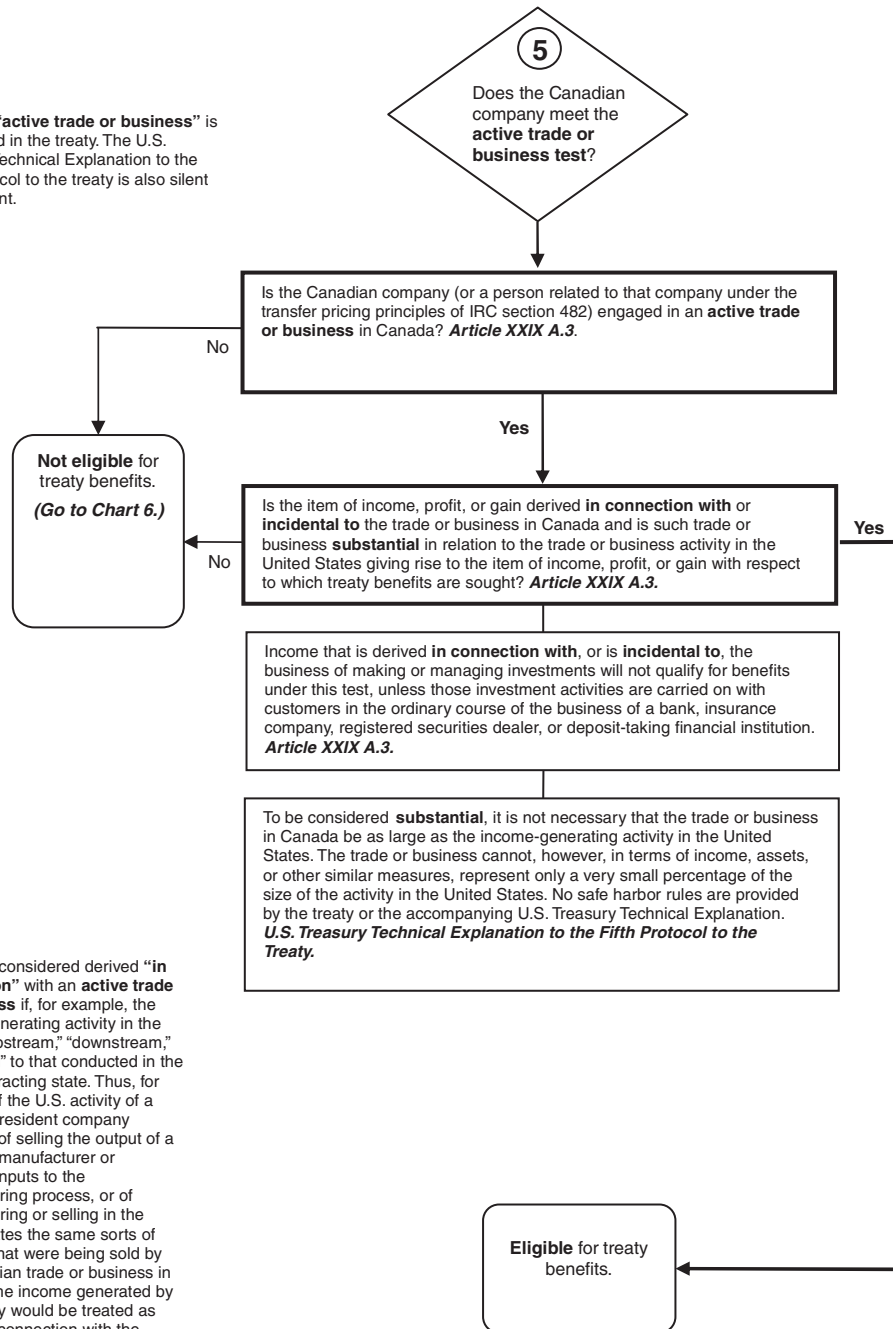 5
Does the Canadian
company meet the
active trade or
business test?
"active trade or business" is
d in the treaty. The U.S.
Technical Explanation to the
col to the treaty is also silent
nt.
Is the Canadian company (or a person related to that company under the
transfer pricing principles of IRC section 482) engaged in an active trade
or business in Canada? Article XXIX A.3.
No
Yes
Not eligible for
treaty benefits.
(Go to Chart 6.)
Is the item of income, profit, or gain derived in connection with or
incidental to the trade or business in Canada and is such trade or
business substantial in relation to the trade or business activity in the
United States giving rise to the item of income, profit, or gain with respect
to which treaty benefits are sought? Article XXIX A.3.
Yes
No
Income that is derived in connection with, or is incidental to, the
business of making or managing investments will not qualify for benefits
under this test, unless those investment activities are carried on with
customers in the ordinary course of the business of a bank, insurance
company, registered securities dealer, or deposit-taking financial institution.
Article XXIX A.3.
To be considered substantial, it is not necessary that the trade or business
in Canada be as large as the income-generating activity in the United
States. The trade or business cannot, however, in terms of income, assets,
or other similar measures, represent only a very small percentage of the
size of the activity in the United States. No safe harbor rules are provided
by the treaty or the accompanying U.S. Treasury Technical Explanation.
U.S. Treasury Technical Explanation to the Fifth Protocol to the
Treaty.
considered derived "in
on" with an active trade
ss if, for example, the
nerating activity in the
pstream," "downstream,"
" to that conducted in the
racting state. Thus, for
f the U.S. activity of a
resident company
of selling the output of a
manufacturer or
nputs to the
ring process, or of
ring or selling in the
tes the same sorts of
hat were being sold by
ian trade or business in
he income generated by
y would be treated as
connection with the
Eligible for treaty
benefits.